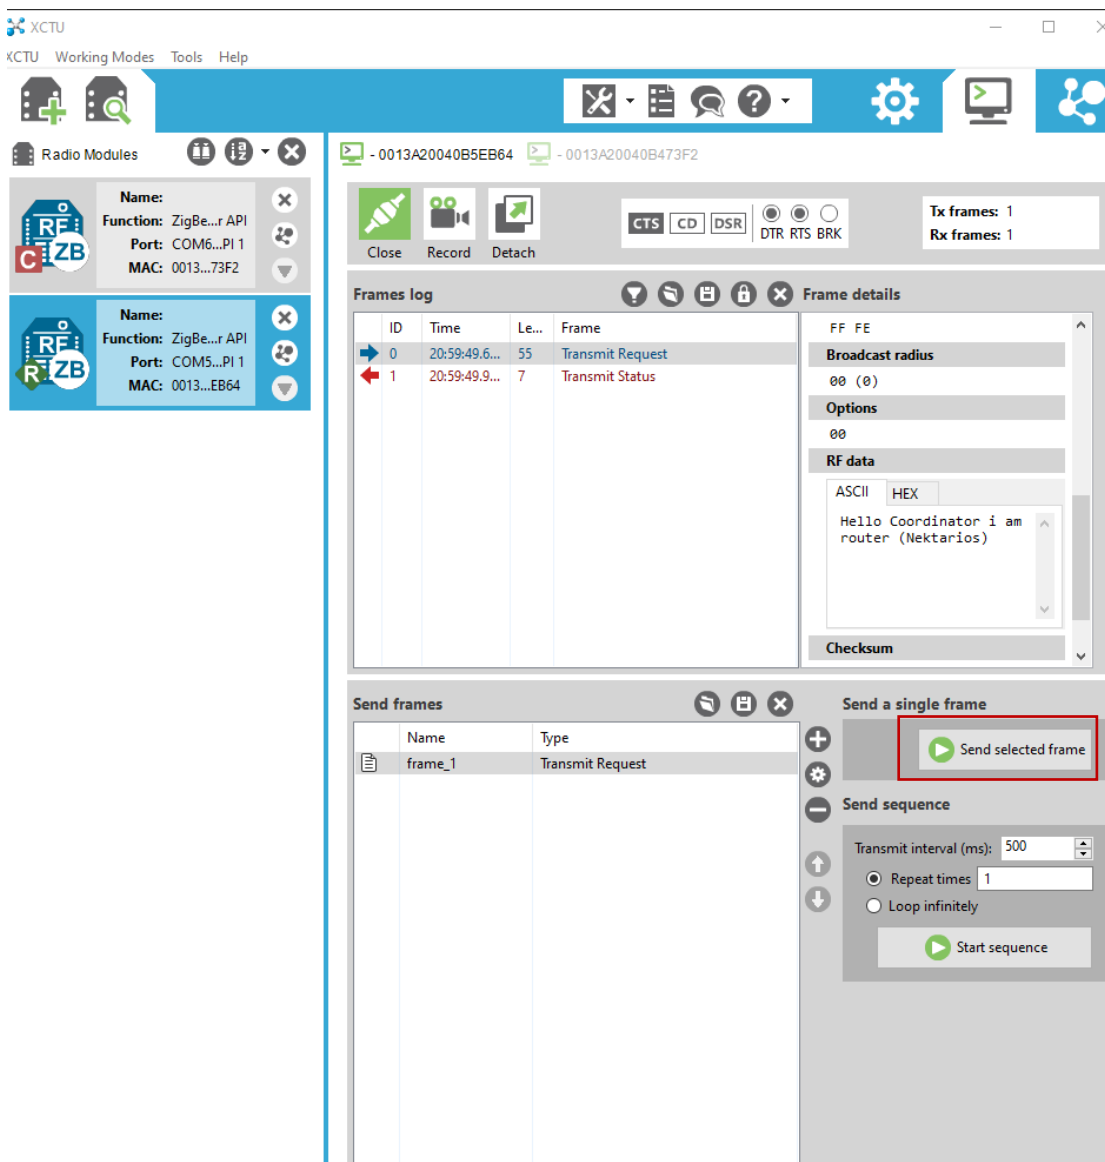 XCTU
XCTU Working Modes Tools Help
Radio Modules
- 0013A20040B5EB64 - 0013A20040B473F2
Name:
Function: ZigBe...r API
Port: COM6...PI 1
MAC: 0013...73F2
RF
ZB
C
Name:
Function: ZigBe...r API
Port: COM5...PI 1
MAC: 0013...EB64
RF
ZB
R
Close Record Detach
CTS CD DSR DTR RTS BRK
Tx frames: 1
Rx frames: 1
Frames log
ID Time Le... Frame
0 20:59:49.6... 55 Transmit Request
1 20:59:49.9... 7 Transmit Status
Frame details
FF FE
Broadcast radius
00 (0)
Options
00
RF data
ASCII HEX
Hello Coordinator i am
router (Nektarios)
Checksum
Send frames
Name Type
frame_1 Transmit Request
Send a single frame
Send selected frame
Send sequence
Transmit interval (ms): 500
Repeat times 1
Loop infinitely
Start sequence